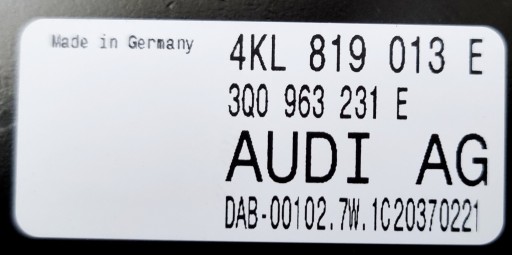 Made in Germany
4KL 819 013 E
3Q0 963 231 E
AUDI AG
DAB-00102.7W.1C20370221